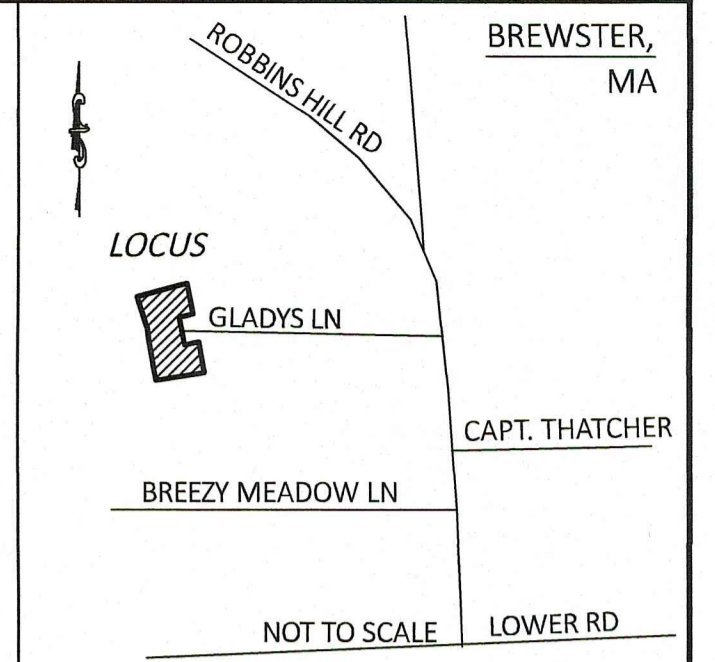 BREWSTER,
MA
ROBBINS HILL RD
LOCUS
GLADYS LN
CAPT. THATCHER
BREEZY MEADOW LN
NOT TO SCALE
LOWER RD